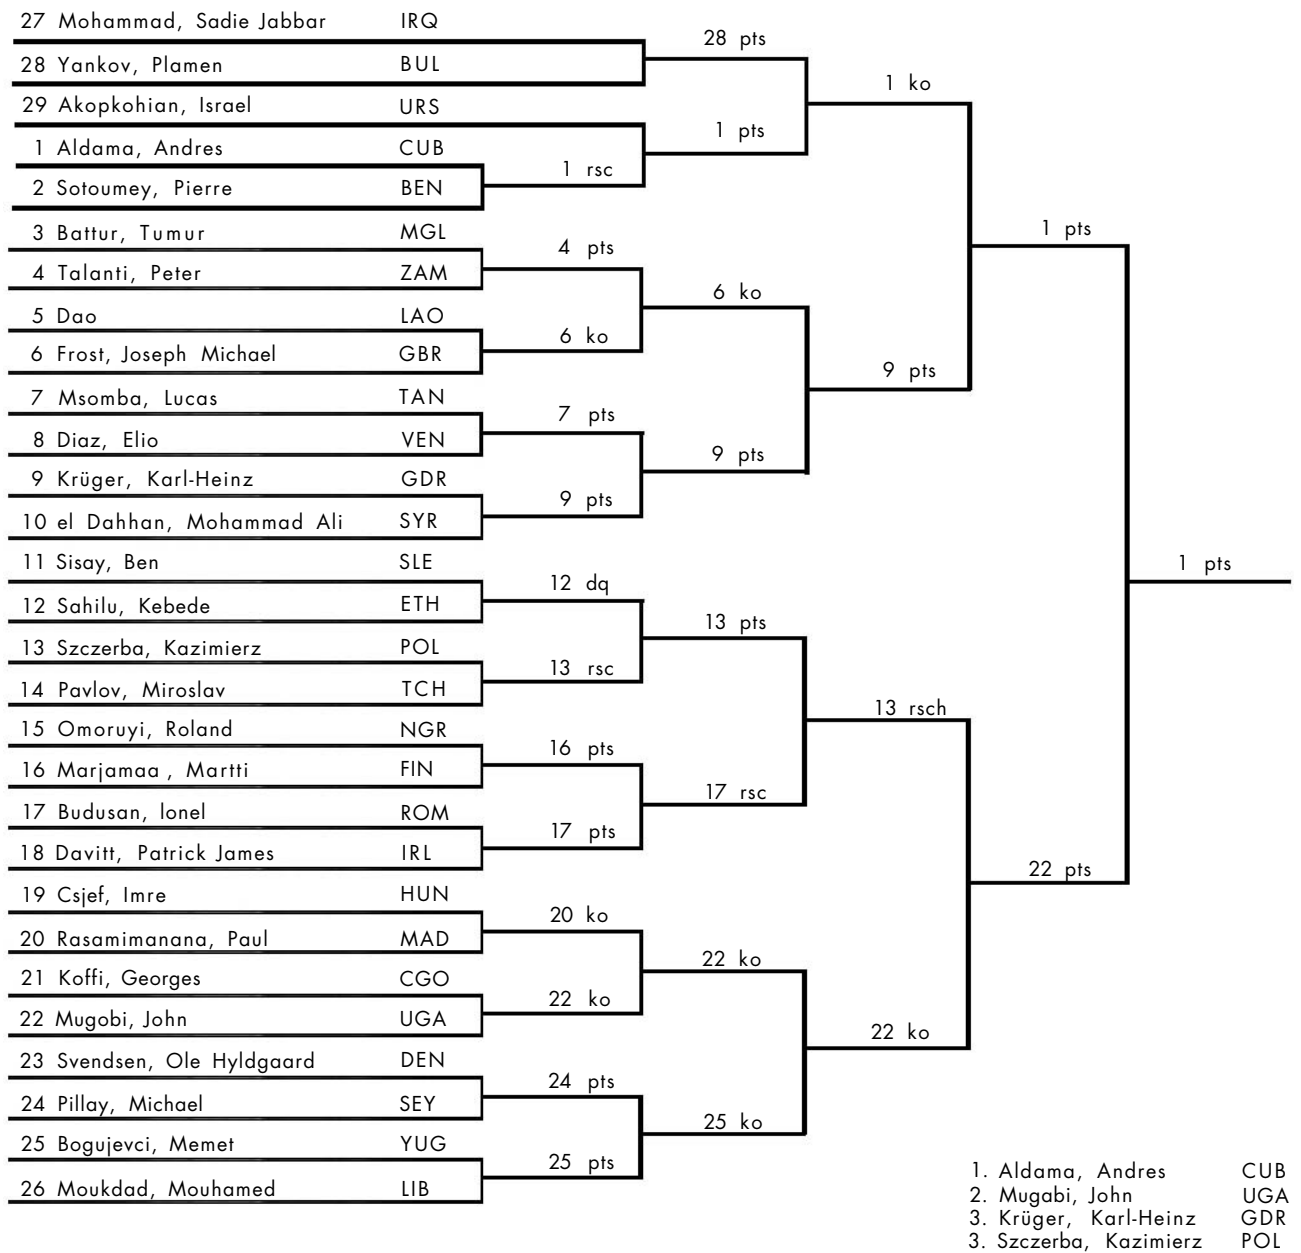 27 Mohammad, Sadie Jabbar IRQ
28 pts
28 Yankov, Plamen BUL
1 ko
29 Akopkohian, Israel URS
1 pts
1 Aldama, Andres CUB
1 rsc
2 Sotoumey, Pierre BEN
3 Battur, Tumur MGL
1 pts
4 pts
4 Talanti, Peter ZAM
6 ko
5 Dao LAO
6 ko
6 Frost, Joseph Michael GBR
9 pts
7 Msomba, Lucas TAN
7 pts
8 Diaz, Elio VEN
9 pts
9 Krüger, Karl-Heinz GDR
9 pts
10 el Dahhan, Mohammad Ali SYR
11 Sisay, Ben SLE
1 pts
12 dq
12 Sahilu, Kebede ETH
13 pts
13 Szczerba, Kazimierz POL
13 rsc
14 Pavlov, Miroslav TCH
13 rsch
15 Omoruyi, Roland NGR
16 pts
16 Marjamaa , Martti FIN
17 rsc
17 Budusan, Ionel ROM
17 pts
18 Davitt, Patrick James IRL
22 pts
19 Csjef, Imre HUN
20 ko
20 Rasamimanana, Paul MAD
22 ko
21 Koffi, Georges CGO
22 ko
22 Mugobi, John UGA
22 ko
23 Svendsen, Ole Hyldgaard DEN
24 pts
24 Pillay, Michael SEY
25 ko
25 Bogujevci, Memet YUG
25 pts
26 Moukdad, Mouhamed LIB
1. Aldama, Andres CUB
2. Mugabi, John UGA
3. Krüger, Karl-Heinz GDR
3. Szczerba, Kazimierz POL